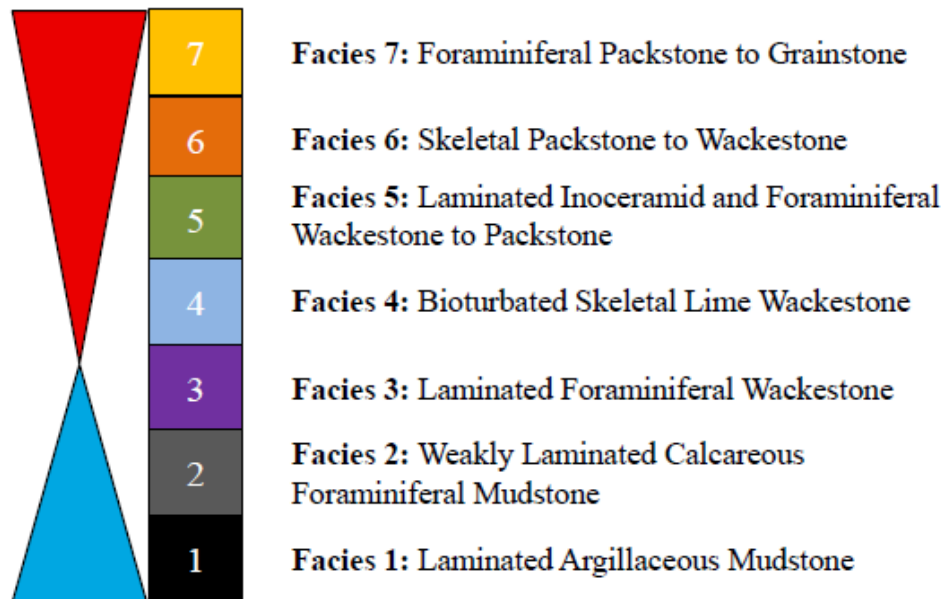 7
Facies 7: Foraminiferal Packstone to Grainstone
6
Facies 6: Skeletal Packstone to Wackestone
5
Facies 5: Laminated Inoceramid and Foraminiferal
Wackestone to Packstone
4
Facies 4: Bioturbated Skeletal Lime Wackestone
3
Facies 3: Laminated Foraminiferal Wackestone
2
Facies 2: Weakly Laminated Calcareous
Foraminiferal Mudstone
1
Facies 1: Laminated Argillaceous Mudstone